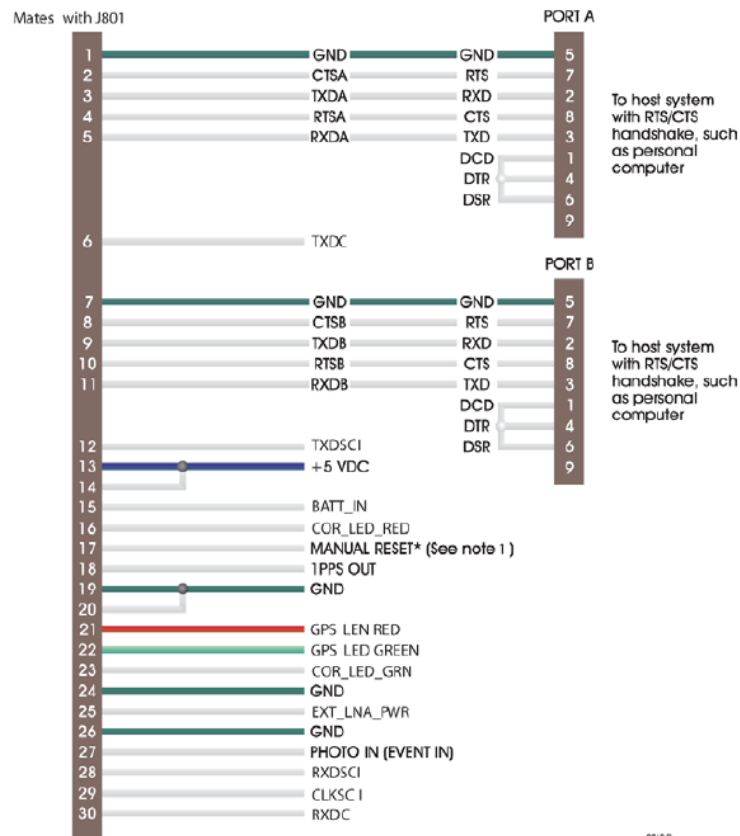 Mates with J801 PORT A
1 GND GND 5
2 CTSA RTS 7
3 TXDA RXD 2
4 RTSA CTS 8
5 RXDA TXD 3
DCD 1
DTR 4
DSR 6
9
To host system
with RTS/CTS
handshake, such
as personal
computer
6 TXDC
PORT B
7 GND GND 5
8 CTSB RTS 7
9 TXDB RXD 2
10 RTSB CTS 8
11 RXDB TXD 3
DCD 1
DTR 4
DSR 6
9
To host system
with RTS/CTS
handshake, such
as personal
computer
12 TXDSCI
13 +5 VDC
14
15 BATT_IN
16 COR_LED_RED
17 MANUAL RESET* (See note 1)
18 1PPS OUT
19 GND
20
21 GPS LEN RED
22 GPS LED GREEN
23 COR_LED_GRN
24 GND
25 EXT_LNA_PWR
26 GND
27 PHOTO IN (EVENT IN)
28 RXDSCI
29 CLKSC I
30 RXDC